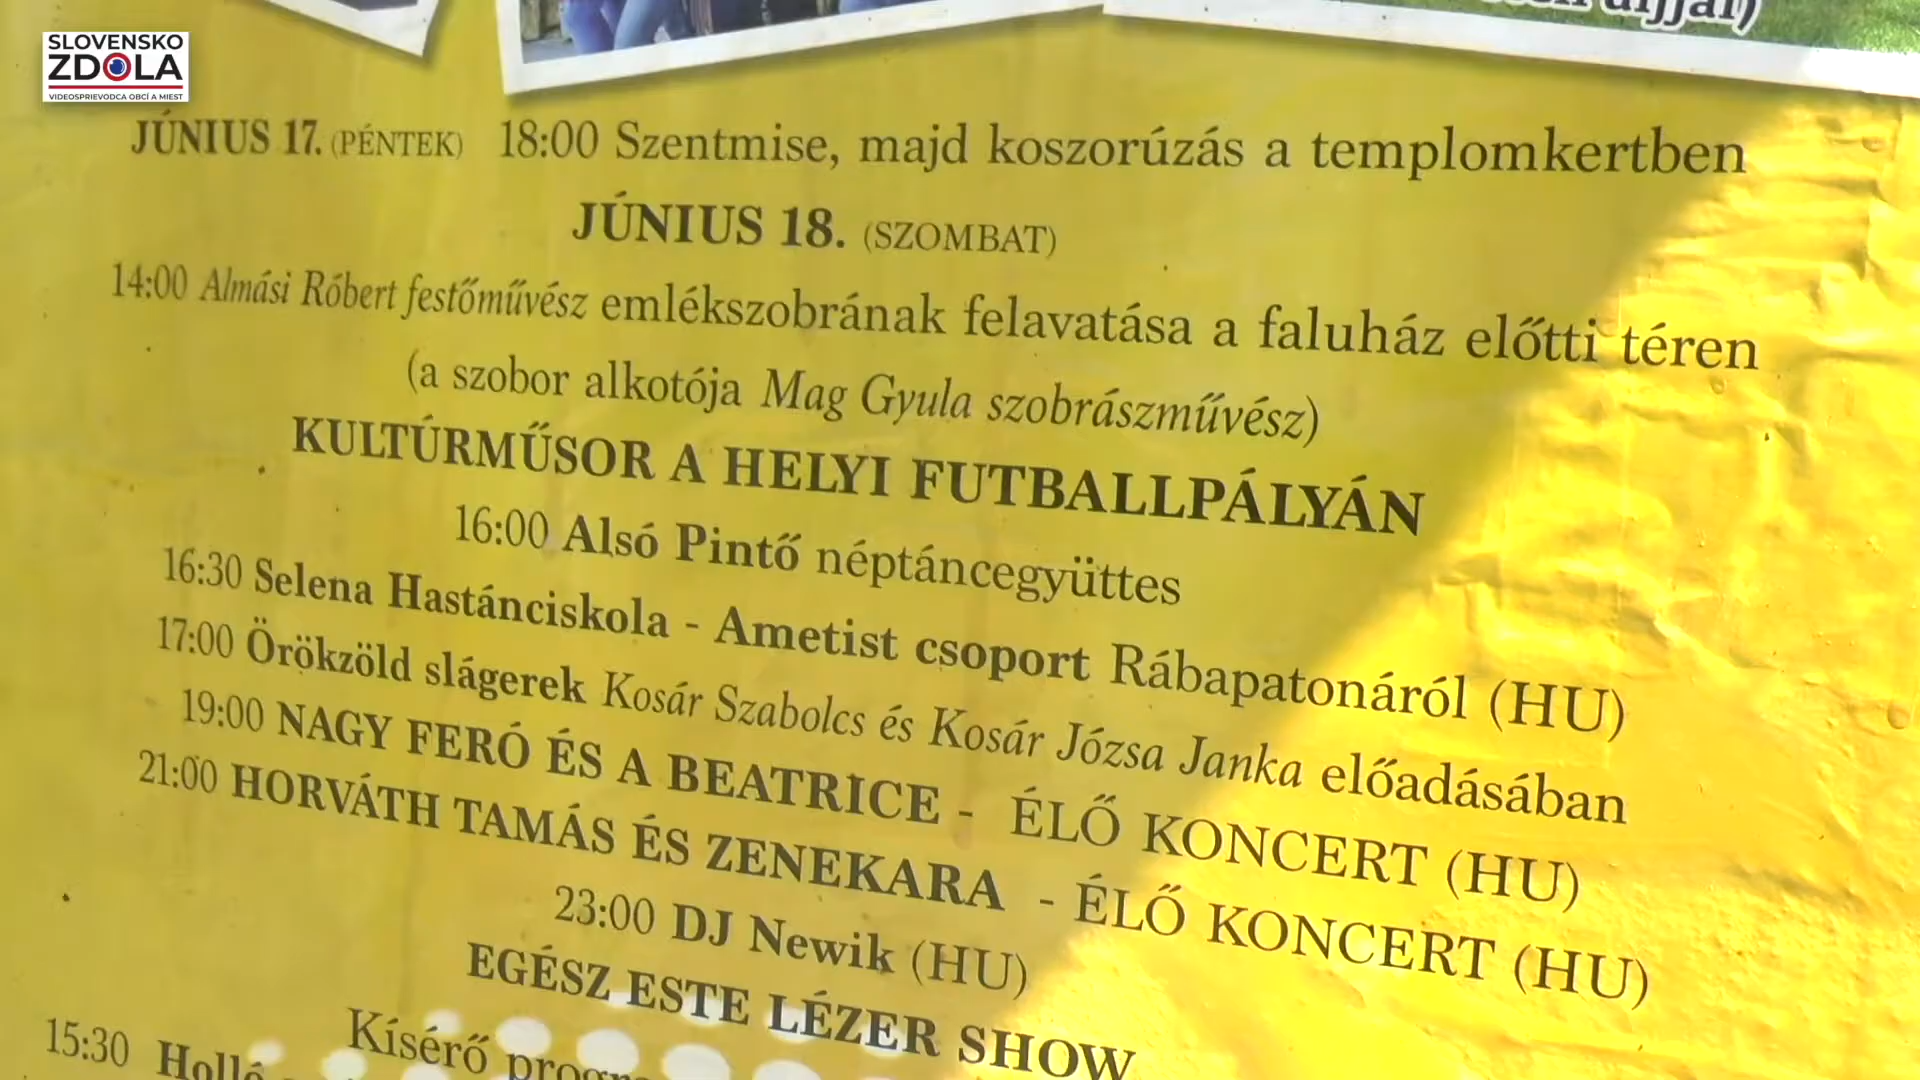 SLOVENSKO
ZDOLA
VIDEOSPRIEVODCA OBCÍ A MIEST
JÚNIUS 17. (PÉNTEK) 18:00 Szentmise, majd koszorúzás a templomkertben
JÚNIUS 18. (SZOMBAT)
14:00 Almási Róbert festőművész emlékszobrának felavatása a faluház előtti téren
(a szobor alkotója Mag Gyula szobrászművész)
KULTÚRMŰSOR A HELYI FUTBALLPÁLYÁN
16:00 Alsó Pintő néptáncegyüttes
16:30 Selena Hastánciskola - Ametist csoport Rábapatonáról (HU)
17:00 Örökzöld slágerek Kosár Szabolcs és Kosár Józsa Janka előadásában
19:00 NAGY FERÓ ÉS A BEATRICE - ÉLŐ KONCERT (HU)
21:00 HORVÁTH TAMÁS ÉS ZENEKARA - ÉLŐ KONCERT (HU)
23:00 DJ Newik (HU)
EGÉSZ ESTE LÉZER SHOW
Kísérő
15:30